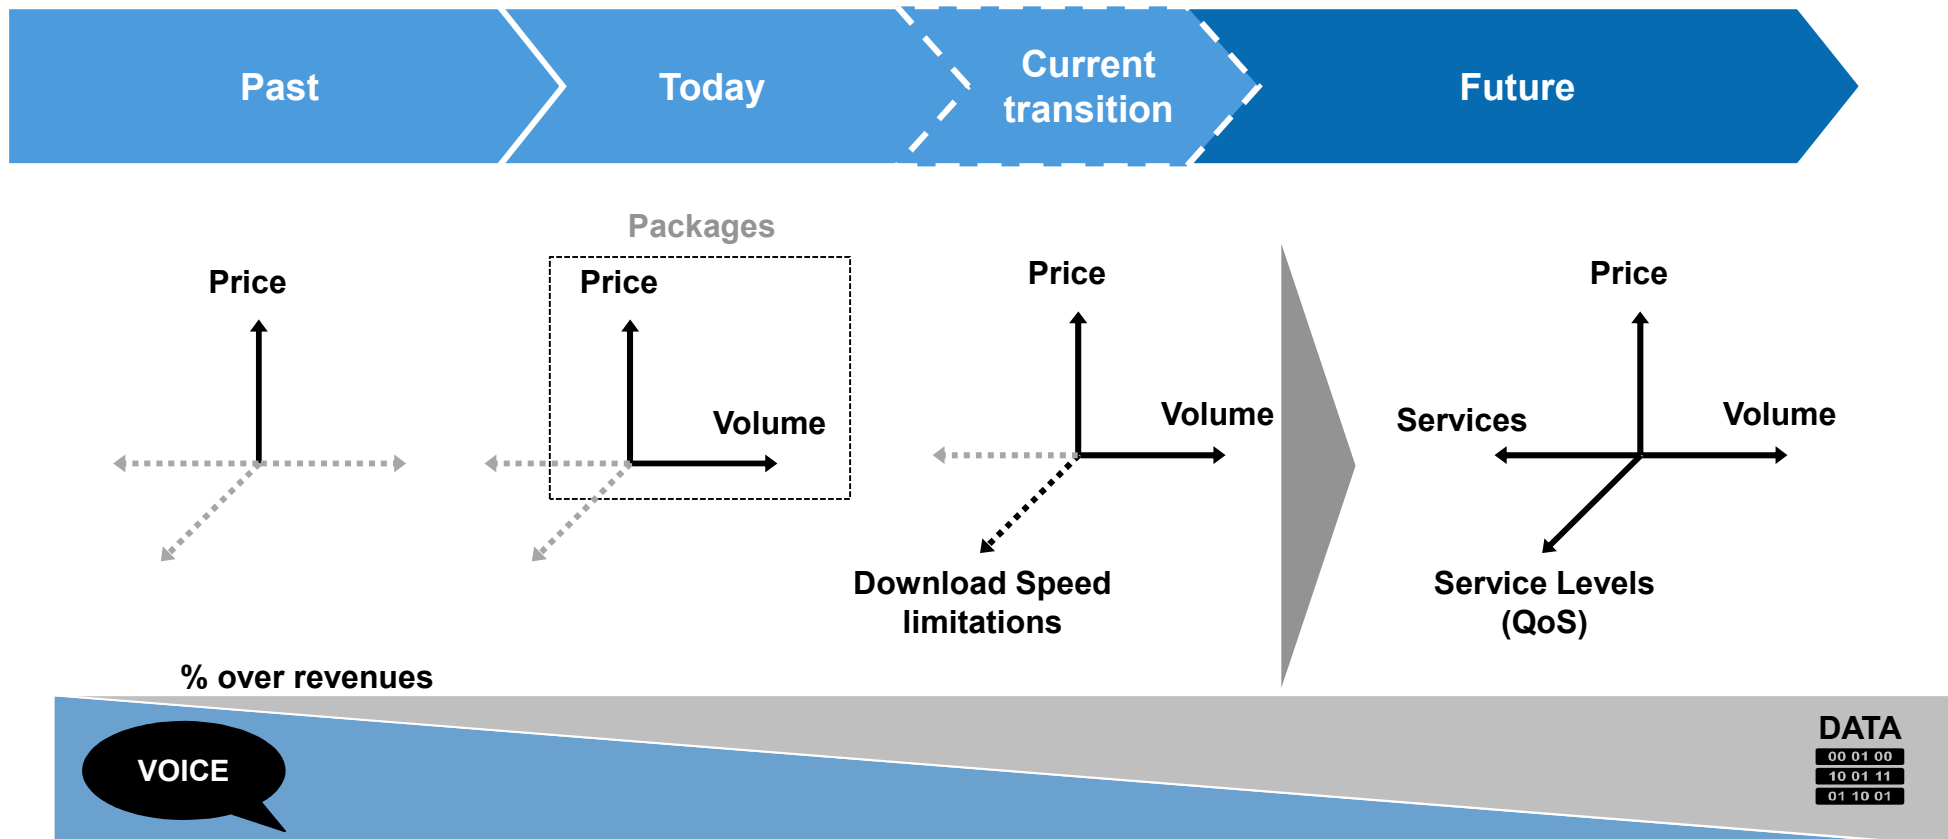 Past
Today
Current
transition
Future
Packages
Price
Price
Volume
Price
Volume
Download Speed
limitations
Price
Services
Volume
Service Levels
(QoS)
% over revenues
VOICE
DATA
00 01 00
10 01 11
01 10 01